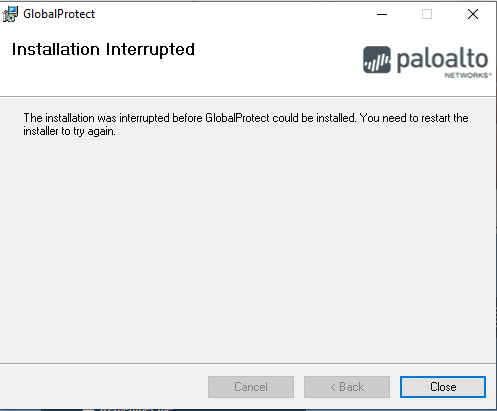 GlobalProtect
Installation Interrupted
paloalto
NETWORKS®
The installation was interrupted before GlobalProtect could be installed. You need to restart the
installer to try again.
Cancel
< Back
Close